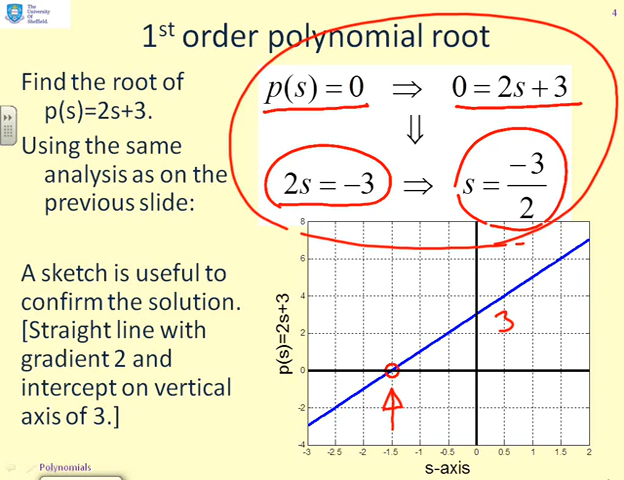 The
University
Of
Sheffield.
4
1st order polynomial root
Find the root of
p(s)=2s+3.
Using the same
analysis as on the
previous slide:
p(s) = 0 ⇒ 0 = 2s + 3
⇓
2s = −3 ⇒ s = −3/2
A sketch is useful to
confirm the solution.
[Straight line with
gradient 2 and
intercept on vertical
axis of 3.]
p(s)=2s+3
8
6
4
2
0
-2
-4
3
-3 -2.5 -2 -1.5 -1 -0.5 0 0.5 1 1.5 2
s-axis
Polynomials